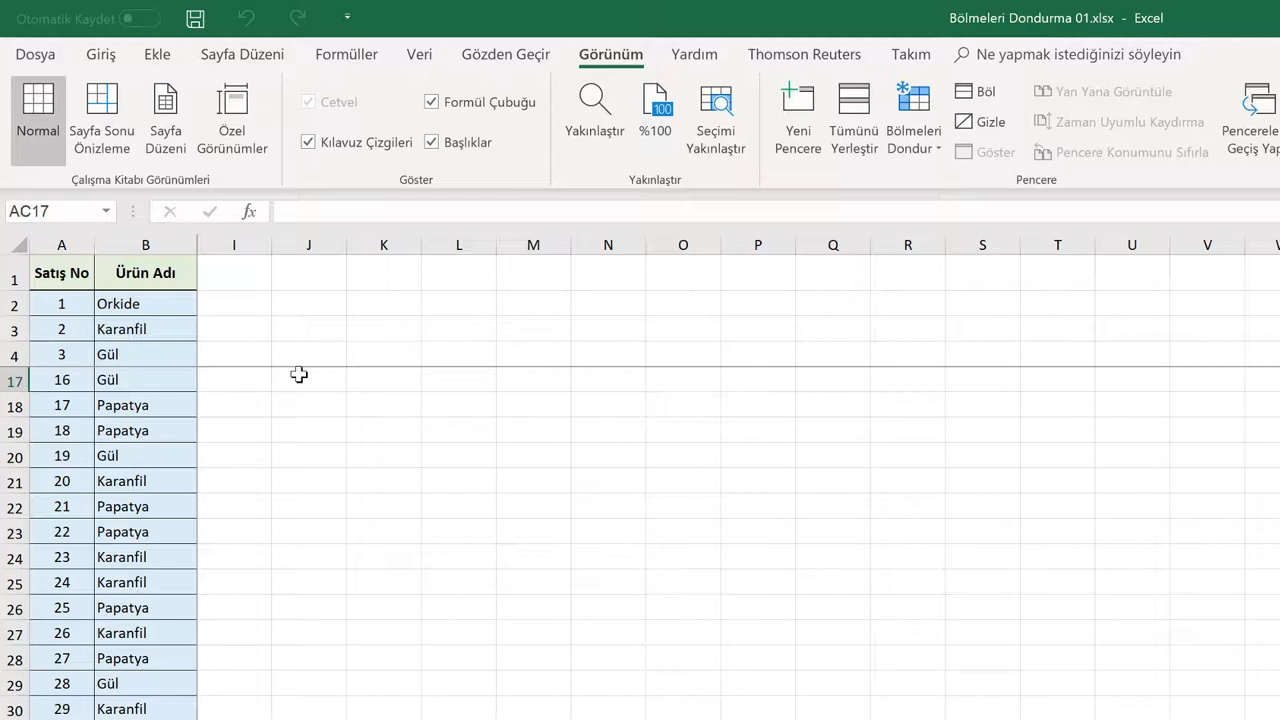 Otomatik Kaydet
Bölmeleri Dondurma 01.xlsx - Excel
Dosya Giriş Ekle Sayfa Düzeni Formüller Veri Gözden Geçir Görünüm Yardım Thomson Reuters Takım Ne yapmak istediğinizi söyleyin
Normal
Sayfa Sonu Önizleme
Sayfa Düzeni
Özel Görünümler
Çalışma Kitabı Görünümleri
Cetvel
Formül Çubuğu
Kılavuz Çizgileri
Başlıklar
Göster
Yakınlaştır
100
%100
Seçimi Yakınlaştır
Yakınlaştır
Yeni Pencere
Tümünü Yerleştir
Bölmeleri Dondur
Böl
Gizle
Göster
Yan Yana Görüntüle
Zaman Uyumlu Kaydırma
Pencere Konumunu Sıfırla
Pencere
AC17
fx
A B I J K L M N O P Q R S T U V
1 Satış No Ürün Adı
2 1 Orkide
3 2 Karanfil
4 3 Gül
17 16 Gül
18 17 Papatya
19 18 Papatya
20 19 Gül
21 20 Karanfil
22 21 Papatya
23 22 Papatya
24 23 Karanfil
25 24 Karanfil
26 25 Papatya
27 26 Karanfil
28 27 Papatya
29 28 Gül
30 29 Karanfil